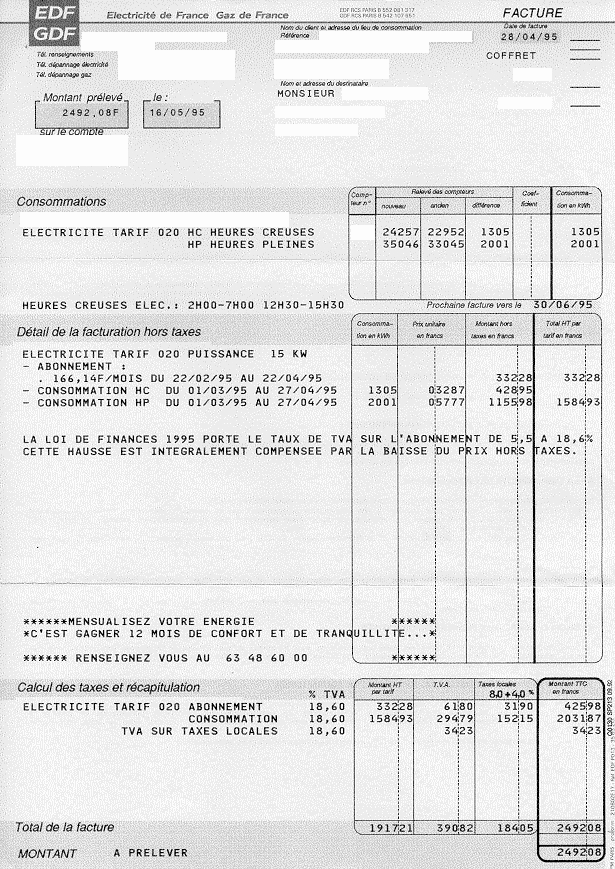 EDF
GDF
Electricité de France Gaz de France
EDF RCS PARIS B 552 081 317
GDF RCS PARIS B 542 107 651
FACTURE
Date de facture
28/04/95
Nom du client et adresse du lieu de consommation
Référence
COFFRET
Tél. renseignements
Tél. dépannage électricité
Tél. dépannage gaz
Nom et adresse du destinataire
MONSIEUR
Montant prélevé le :
2492,08F 16/05/95
sur le compte
Consommations
Comp-teur n° Relevé des compteurs Coef-ficient Consomma-tion en kWh
nouveau ancien différence
ELECTRICITE TARIF 020 HC HEURES CREUSES 24257 22952 1305 1305
HP HEURES PLEINES 35046 33045 2001 2001
HEURES CREUSES ELEC.: 2H00-7H00 12H30-15H30 Prochaine facture vers le 30/06/95
Détail de la facturation hors taxes
Consomma-tion en kWh Prix unitaire en francs Montant hors taxes en francs Total HT par tarif en francs
ELECTRICITE TARIF 020 PUISSANCE 15 KW
- ABONNEMENT :
. 166,14F/MOIS DU 22/02/95 AU 22/04/95 33228 33228
- CONSOMMATION HC DU 01/03/95 AU 27/04/95 1305 03287 42895
- CONSOMMATION HP DU 01/03/95 AU 27/04/95 2001 05777 115598 158493
LA LOI DE FINANCES 1995 PORTE LE TAUX DE TVA SUR L'ABONNEMENT DE 5,5 A 18,6%
CETTE HAUSSE EST INTEGRALEMENT COMPENSEE PAR LA BAISSE DU PRIX HORS TAXES.
******MENSUALISEZ VOTRE ENERGIE ******
*C'EST GAGNER 12 MOIS DE CONFORT ET DE TRANQUILLITE...*
****** RENSEIGNEZ VOUS AU 63 48 60 00 ******
Calcul des taxes et récapitulation
% TVA Montant HT par tarif T.V.A. Taxes locales 8,0+4,0 % Montant TTC en francs
ELECTRICITE TARIF 020 ABONNEMENT 18,60 33228 6180 3190 42598
CONSOMMATION 18,60 158493 29479 15215 203187
TVA SUR TAXES LOCALES 18,60 3423 3423
Total de la facture 191721 39082 18405 249208
MONTANT A PRELEVER 249208